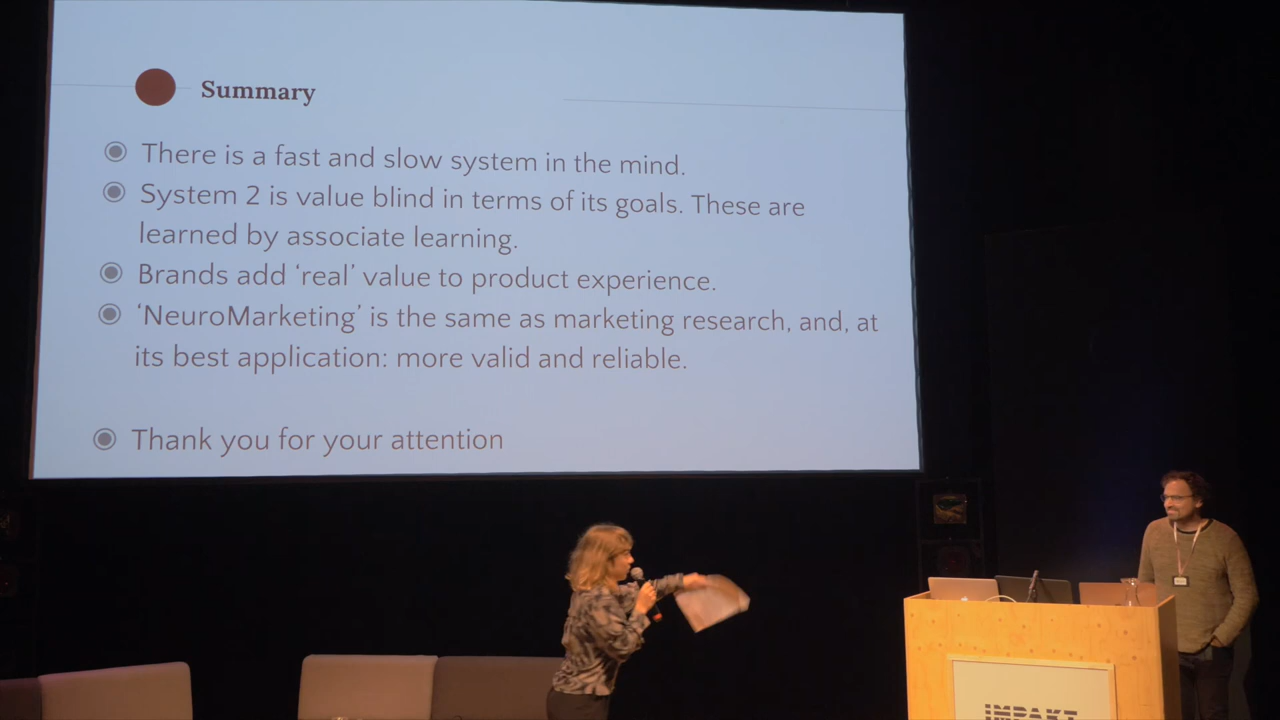 Summary
There is a fast and slow system in the mind.
System 2 is value blind in terms of its goals. These are
learned by associate learning.
Brands add ‘real’ value to product experience.
‘NeuroMarketing’ is the same as marketing research, and, at
its best application: more valid and reliable.
Thank you for your attention
IMPAKT